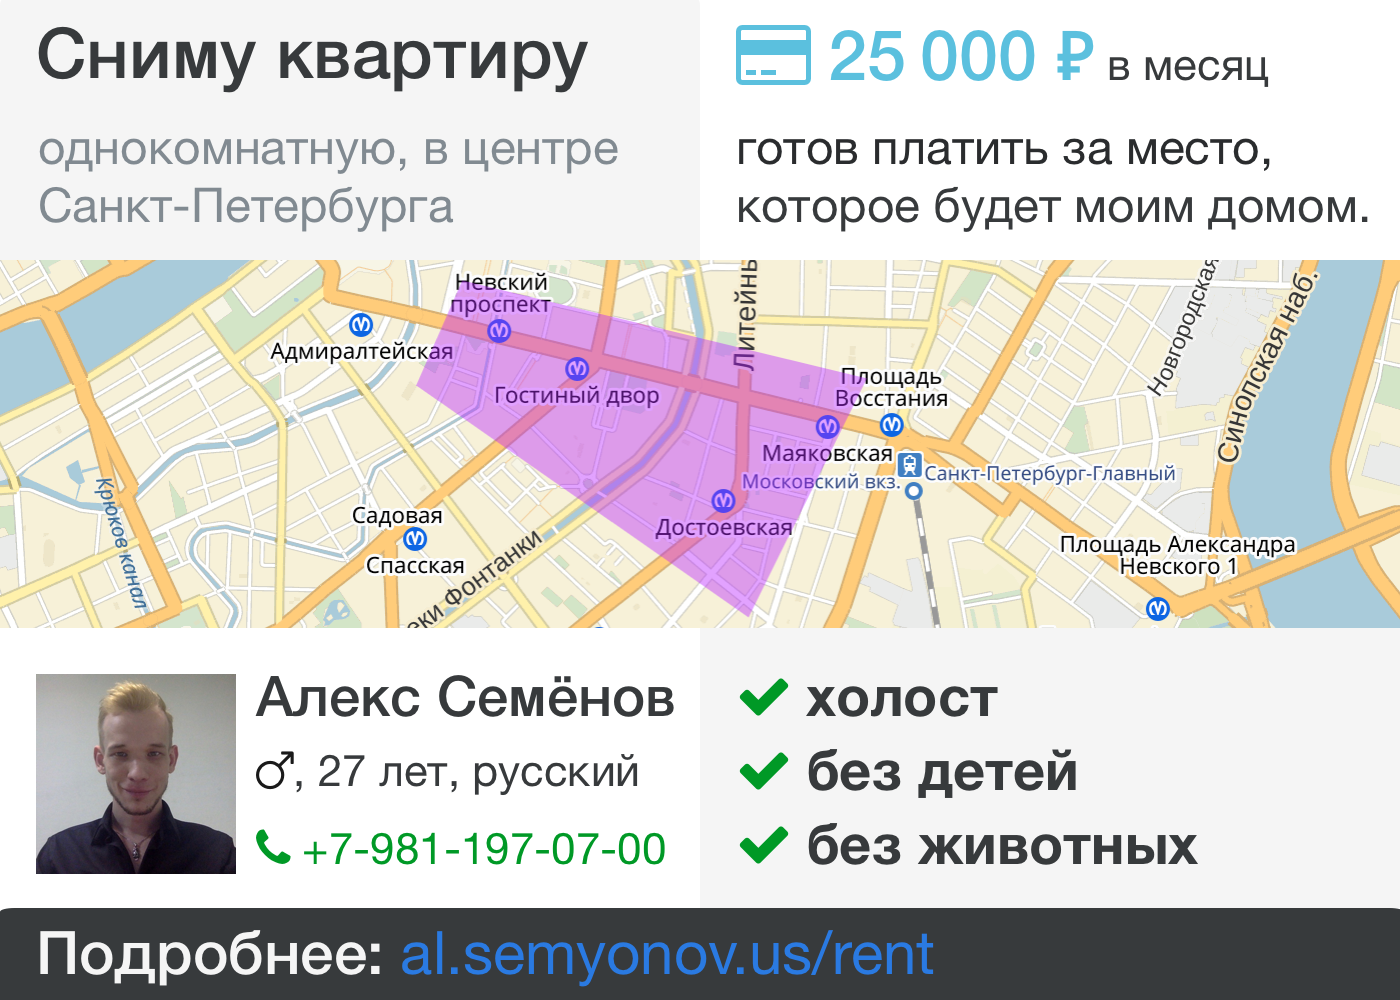 Сниму квартиру
однокомнатную, в центре
Санкт-Петербурга
25 000 ₽ в месяц
готов платить за место,
которое будет моим домом.
Невский
проспект
Адмиралтейская
Гостиный двор
Литейны
Площадь
Восстания
Маяковская
Московский вкз.
Санкт-Петербург-Главный
Достоевская
Садовая
Спасская
Крюков канал
еки Фонтанки
Новгородская
Синопская наб.
Площадь Александра
Невского 1
Алекс Семёнов
♂, 27 лет, русский
+7-981-197-07-00
холост
без детей
без животных
Подробнее: al.semyonov.us/rent